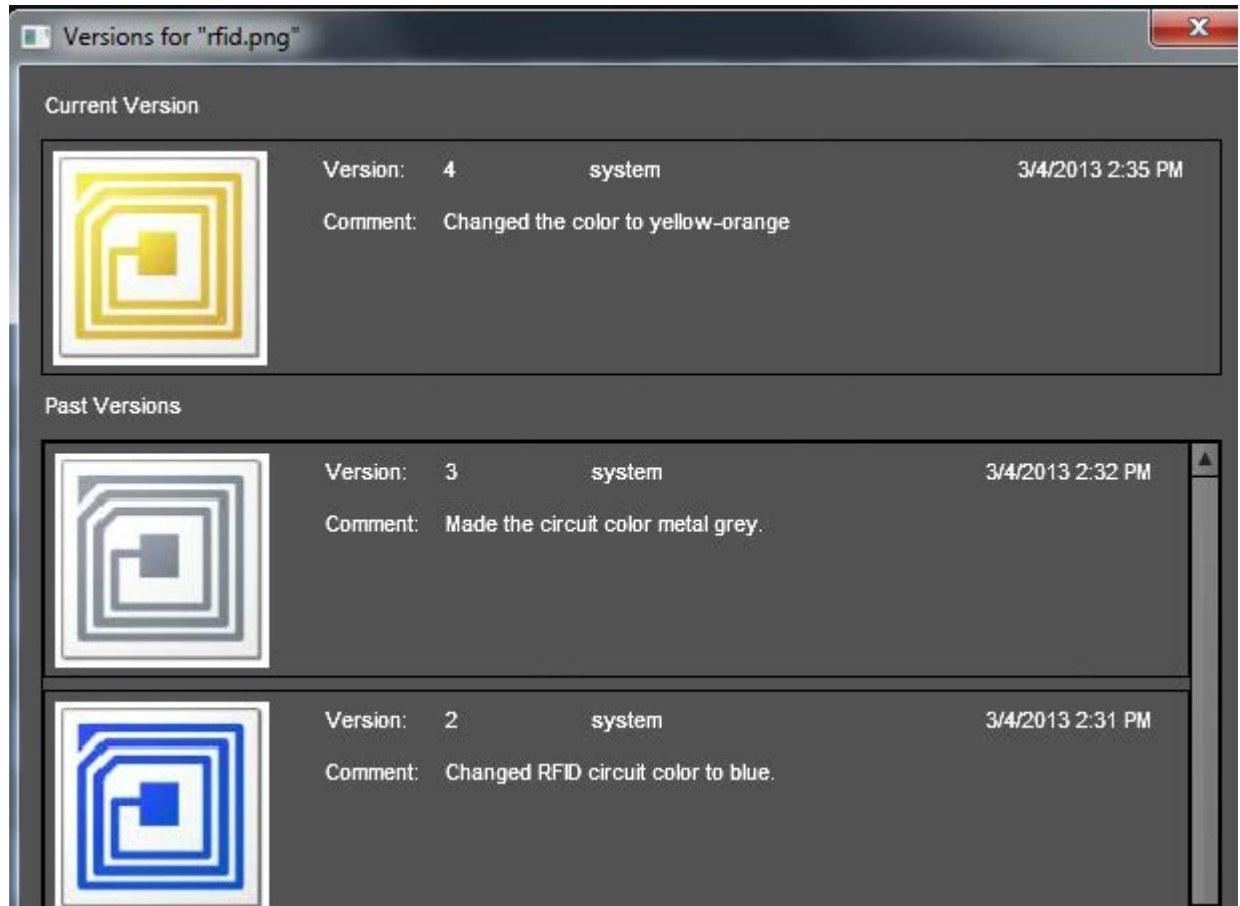 Versions for "rfid.png"
Current Version
Version: 4 system 3/4/2013 2:35 PM
Comment: Changed the color to yellow-orange
Past Versions
Version: 3 system 3/4/2013 2:32 PM
Comment: Made the circuit color metal grey.
Version: 2 system 3/4/2013 2:31 PM
Comment: Changed RFID circuit color to blue.